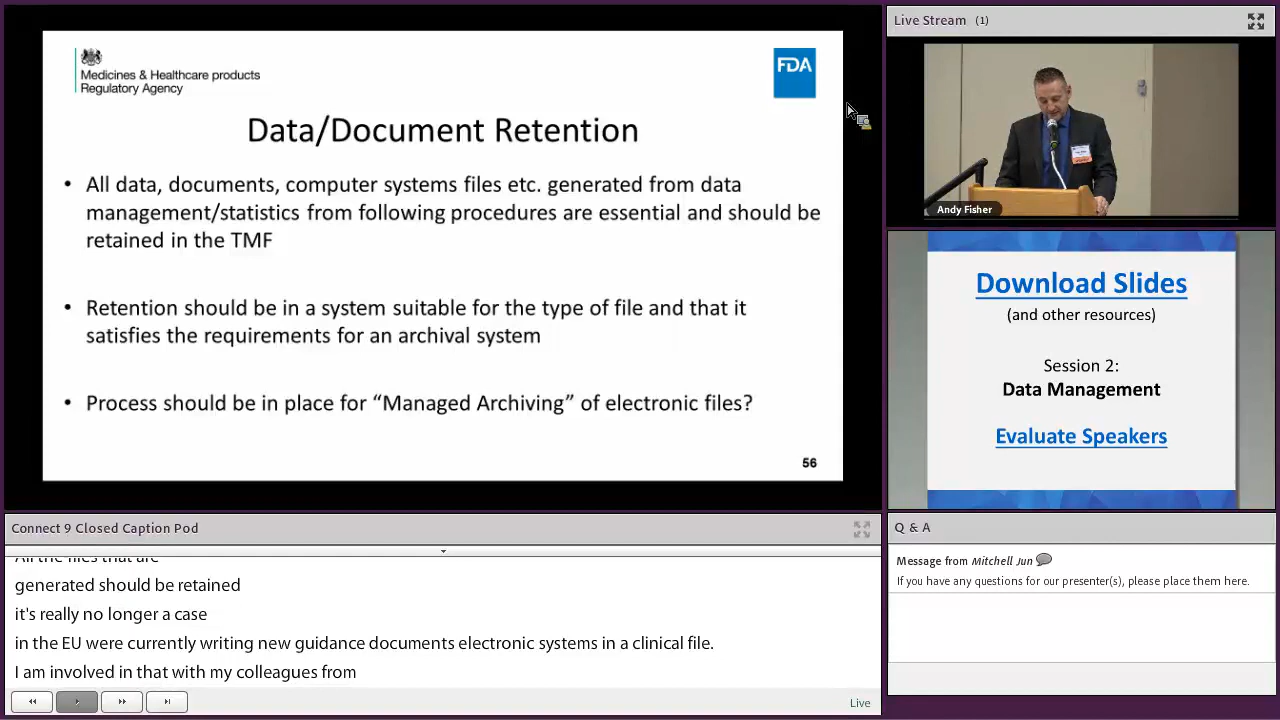 Medicines & Healthcare products
Regulatory Agency
FDA
Data/Document Retention
• All data, documents, computer systems files etc. generated from data
management/statistics from following procedures are essential and should be
retained in the TMF
• Retention should be in a system suitable for the type of file and that it
satisfies the requirements for an archival system
• Process should be in place for “Managed Archiving” of electronic files?
56
Live Stream (1)
Andy Fisher
Download Slides
(and other resources)
Session 2:
Data Management
Evaluate Speakers
Connect 9 Closed Caption Pod
All the files that are
generated should be retained
it's really no longer a case
in the EU were currently writing new guidance documents electronic systems in a clinical file.
I am involved in that with my colleagues from
Live
Q & A
Message from Mitchell Jun
If you have any questions for our presenter(s), please place them here.